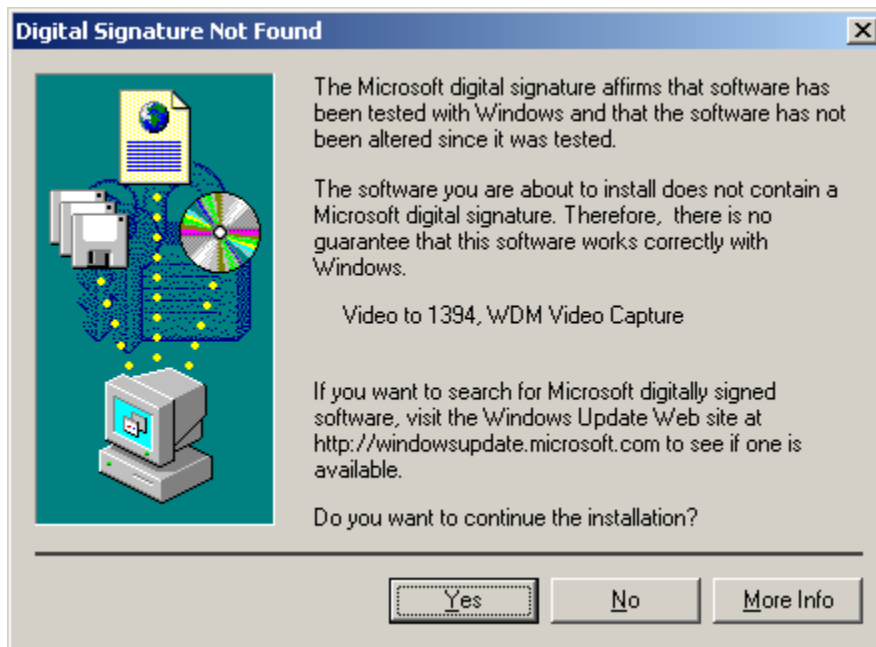 Digital Signature Not Found
The Microsoft digital signature affirms that software has
been tested with Windows and that the software has not
been altered since it was tested.
The software you are about to install does not contain a
Microsoft digital signature. Therefore,  there is no
guarantee that this software works correctly with
Windows.
Video to 1394, WDM Video Capture
If you want to search for Microsoft digitally signed
software, visit the Windows Update Web site at
http://windowsupdate.microsoft.com to see if one is
available.
Do you want to continue the installation?
Yes
No
More Info